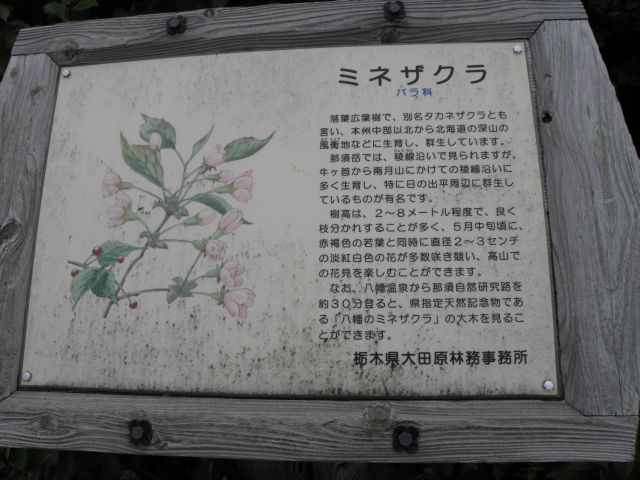 ミネザクラ
バラ科
落葉広葉樹で、別名タカネザクラとも
言い、本州中部以北から北海道の深山の
風衝地などに生育し、群生しています。
那須岳では、稜線沿いで見られますが、
牛ヶ首から南月山にかけての稜線沿いに
多く生育し、特に日の出平周辺に群生し
ているものが有名です。
樹高は、2～8メートル程度で、良く
枝分かれすることが多く、5月中旬頃に、
赤褐色の若葉と同時に直径2～3センチ
の淡紅白色の花が多数咲き競い、高山で
の花見を楽しむことができます。
なお、八幡温泉から那須自然研究路を
約30分登ると、県指定天然記念物であ
る「八幡のミネザクラ」の大木を見るこ
とができます。
栃木県大田原林務事務所